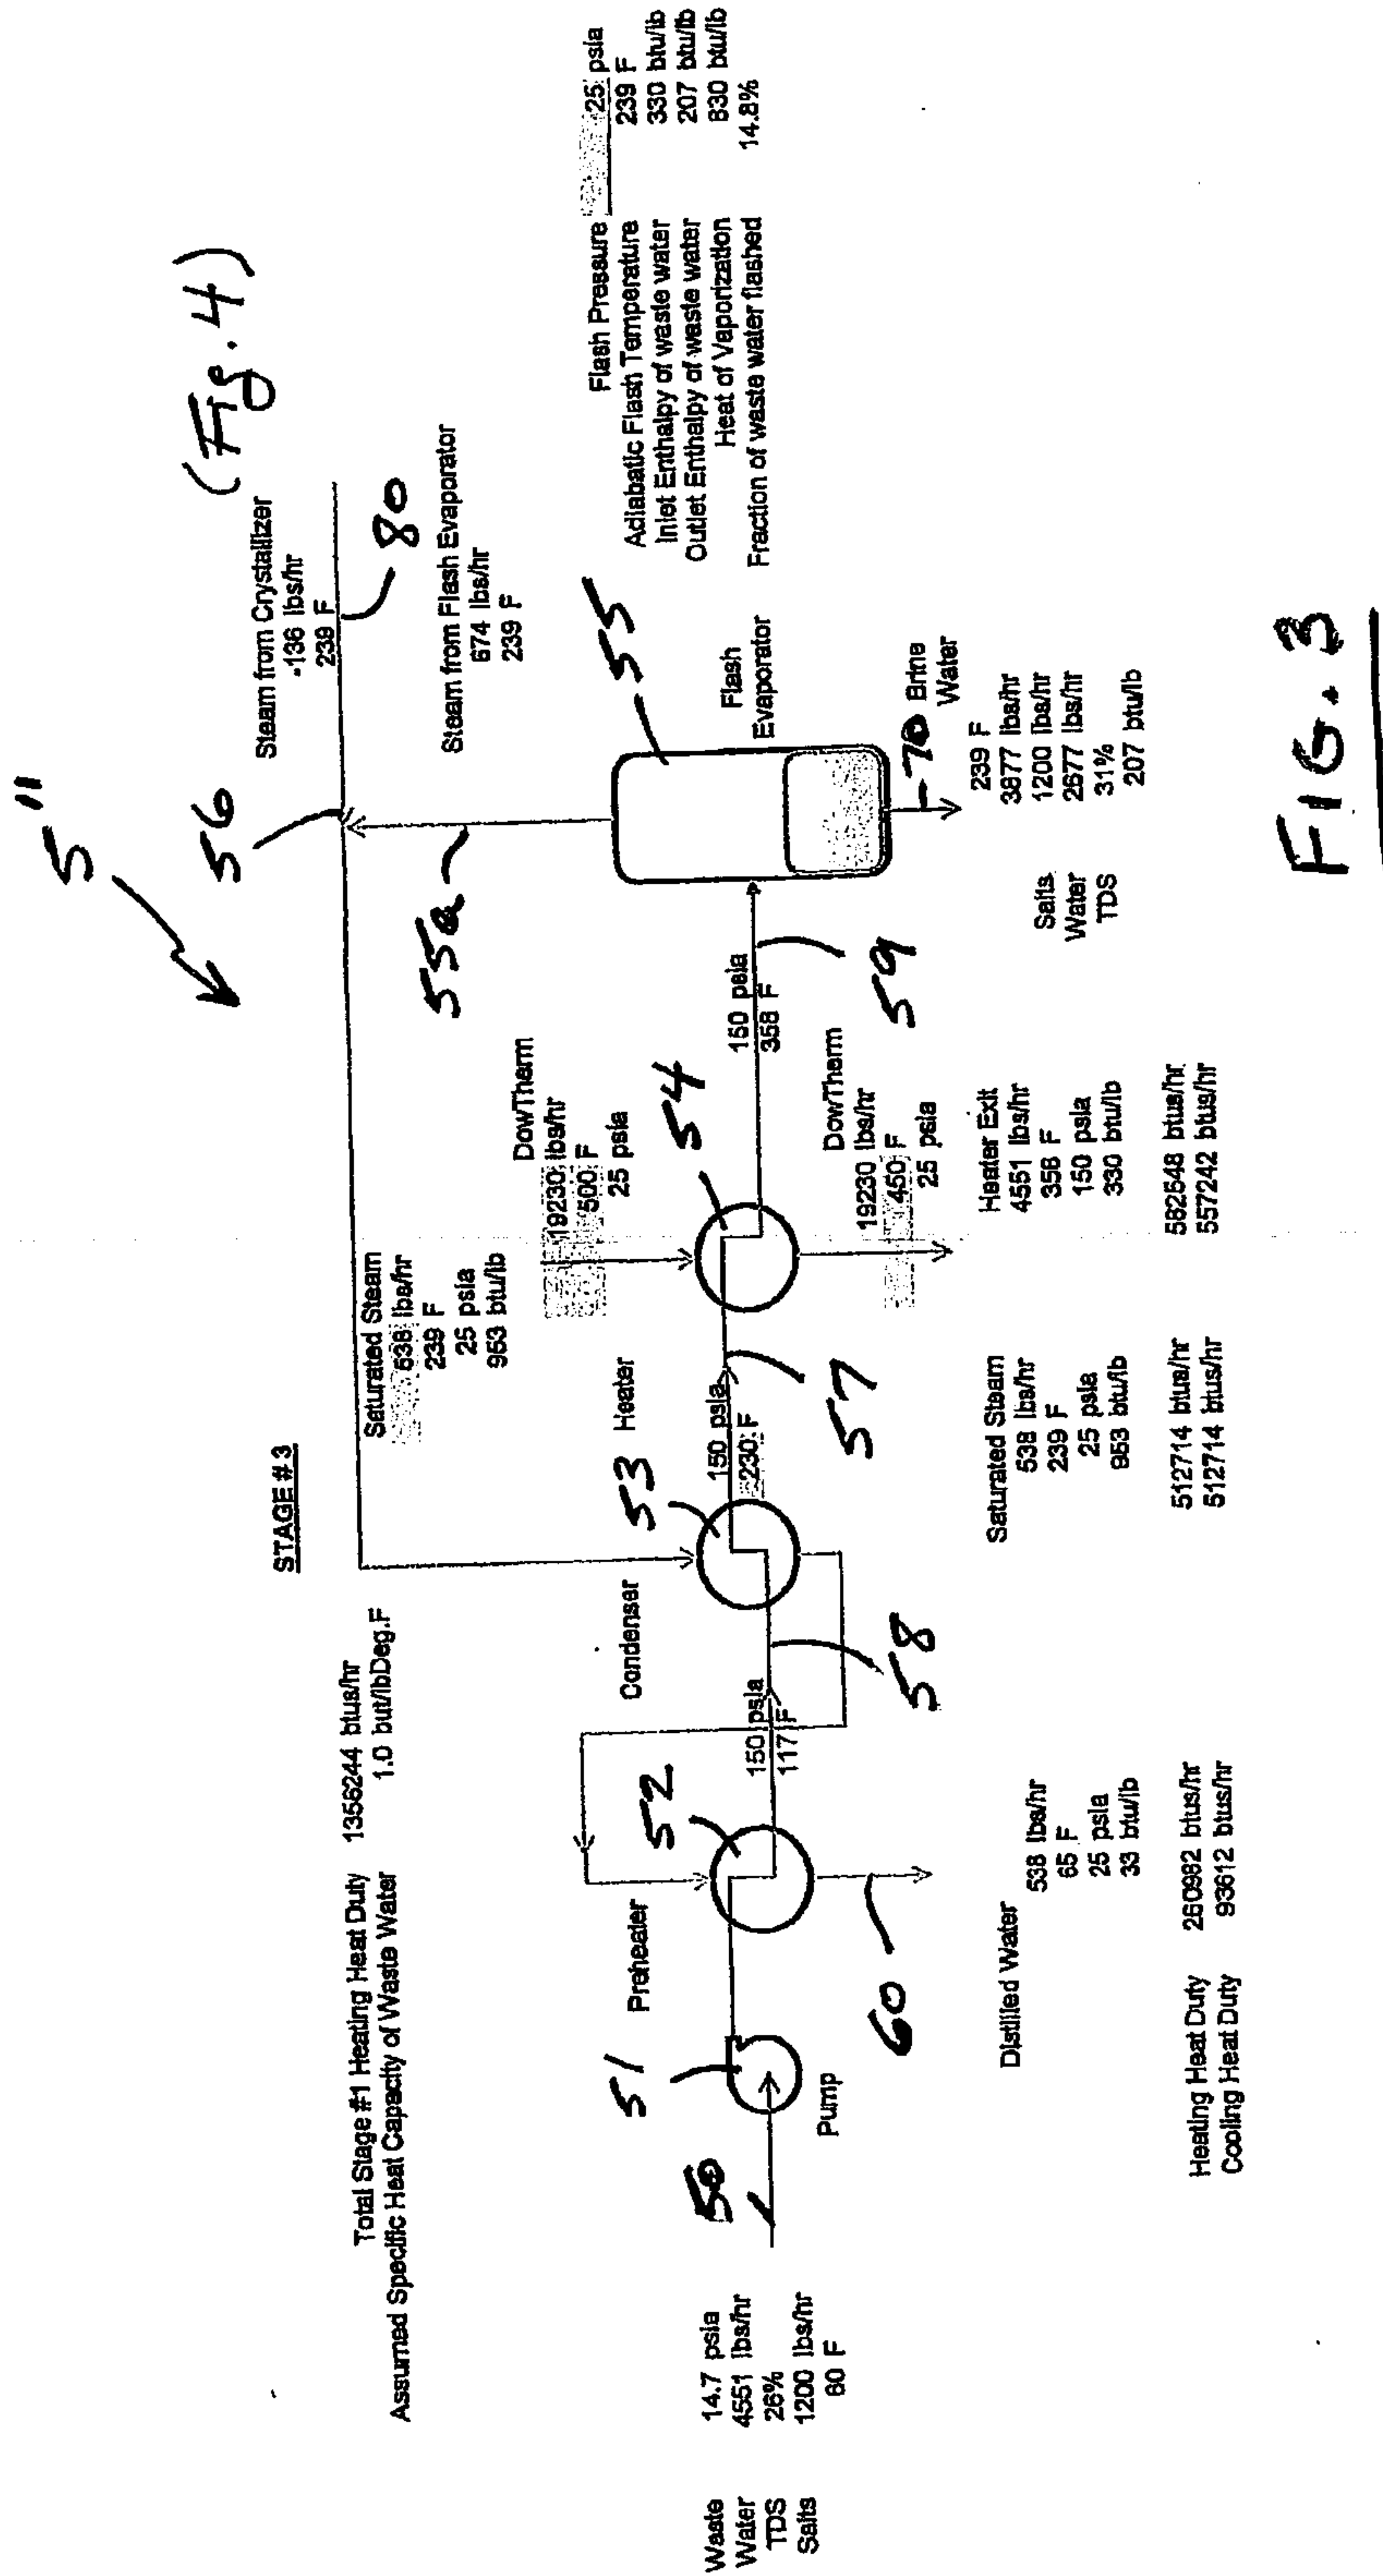 5"
(Fig. 4)
STAGE #3
Total Stage #1 Heating Heat Duty 1356244 btus/hr
Assumed Specific Heat Capacity of Waste Water 1.0 but/lbDeg.F
56
Steam from Crystallizer
-136 lbs/hr
239 F
80
Saturated Steam
538 lbs/hr
239 F
25 psia
953 btu/lb
55a
Steam from Flash Evaporator
674 lbs/hr
239 F
DowTherm
19230 lbs/hr
500 F
25 psia
Flash Pressure 25 psia
Adiabatic Flash Temperature 239 F
Inlet Enthalpy of waste water 330 btu/lb
Outlet Enthalpy of waste water 207 btu/lb
Heat of Vaporization 830 btu/lb
Fraction of waste water flashed 14.8%
51
Preheater
52
Condenser
53
Heater
54
55
Flash
Evaporator
50
Pump
150 psia
117 F
150 psia
230 F
150 psia
358 F
Waste 14.7 psia
Water 4551 lbs/hr
TDS 26%
Salts 1200 lbs/hr
60 F
60
58
57
DowTherm
19230 lbs/hr
450 F
25 psia
59
70
Brine
Water
239 F
3877 lbs/hr
Salts 1200 lbs/hr
Water 2677 lbs/hr
TDS 31%
207 btu/lb
Distilled Water
538 lbs/hr
65 F
25 psia
33 btu/lb
Saturated Steam
538 lbs/hr
239 F
25 psia
953 btu/lb
Heater Exit
4551 lbs/hr
358 F
150 psia
330 btu/lb
Heating Heat Duty 260982 btus/hr 512714 btus/hr 582548 btus/hr
Cooling Heat Duty 93612 btus/hr 512714 btus/hr 557242 btus/hr
FIG. 3